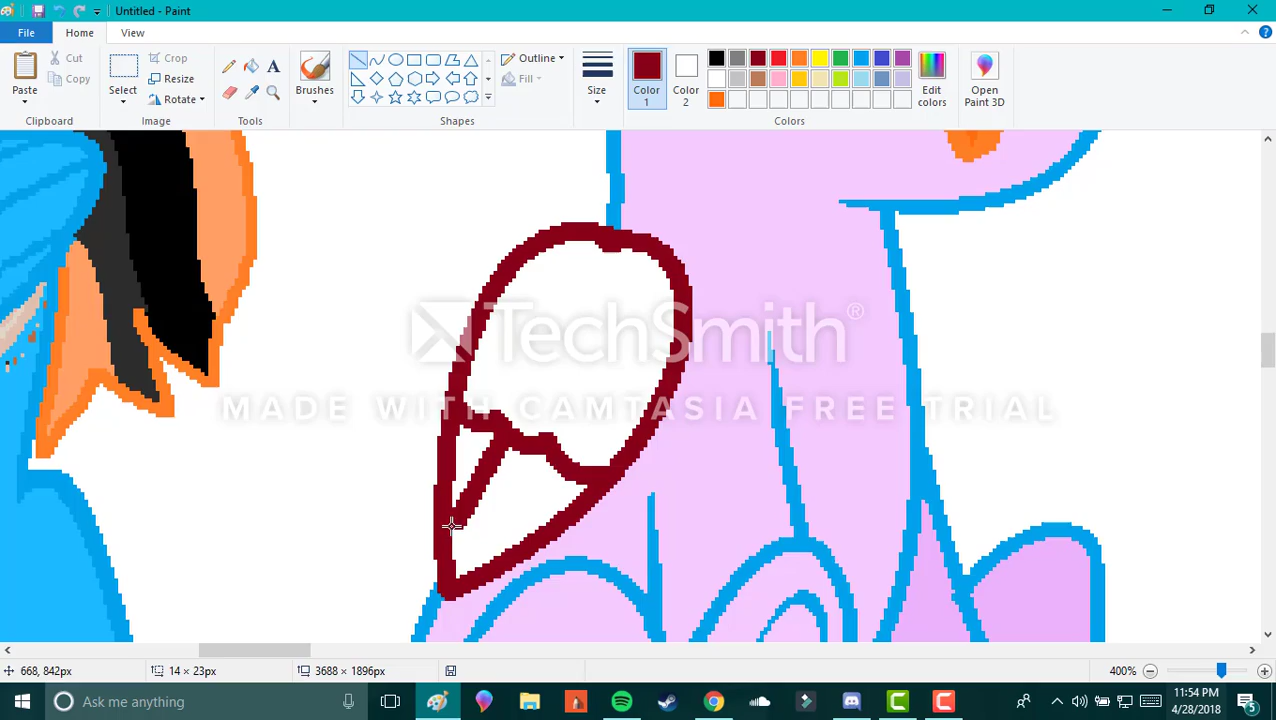 Untitled - Paint
File
Home
View
Paste
Cut
Copy
Clipboard
Select
Crop
Resize
Rotate
Image
A
Tools
Brushes
Outline
Fill
Shapes
Size
Color 1
Color 2
Edit colors
Open Paint 3D
Colors
TechSmith®
MADE WITH CAMTASIA FREE TRIAL
668, 842px
14 × 23px
3688 × 1896px
400%
Ask me anything
11:54 PM
4/28/2018
5